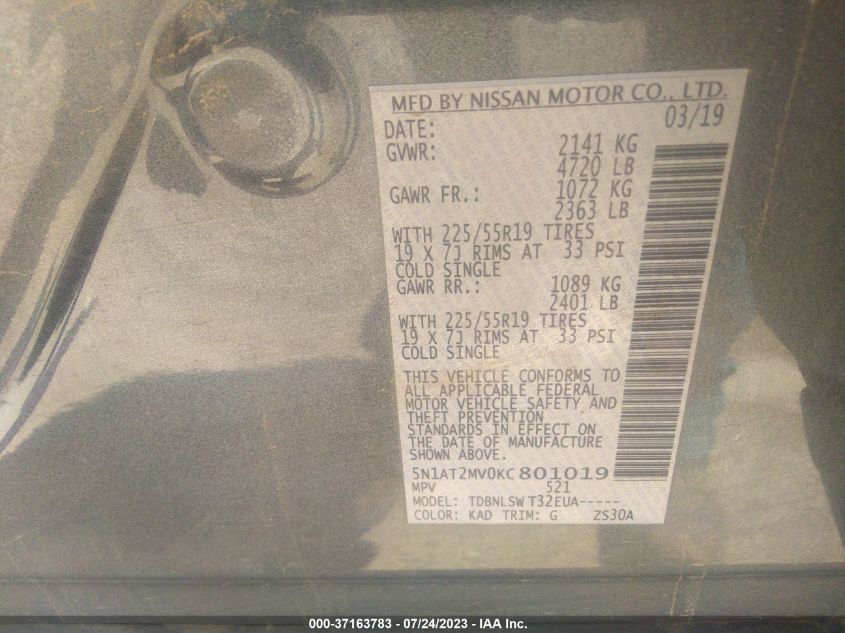 MFD BY NISSAN MOTOR CO., LTD.
DATE: 03/19
GVWR: 2141 KG
4720 LB
GAWR FR.: 1072 KG
2363 LB
WITH 225/55R19 TIRES
19 X 7J RIMS AT 33 PSI
COLD SINGLE
GAWR RR.: 1089 KG
2401 LB
WITH 225/55R19 TIRES
19 X 7J RIMS AT 33 PSI
COLD SINGLE
THIS VEHICLE CONFORMS TO
ALL APPLICABLE FEDERAL
MOTOR VEHICLE SAFETY AND
THEFT PREVENTION
STANDARDS IN EFFECT ON
THE DATE OF MANUFACTURE
SHOWN ABOVE.
5N1AT2MV0KC801019
MPV 521
MODEL: TDBNLSW T32EUA-----
COLOR: KAD TRIM: G ZS30A
000-37163783 - 07/24/2023 - IAA Inc.